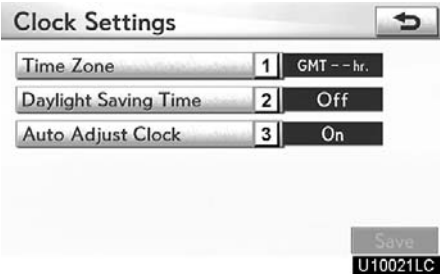 Clock Settings
Time Zone 1 GMT – – hr.
Daylight Saving Time 2 Off
Auto Adjust Clock 3 On
Save
U10021LC